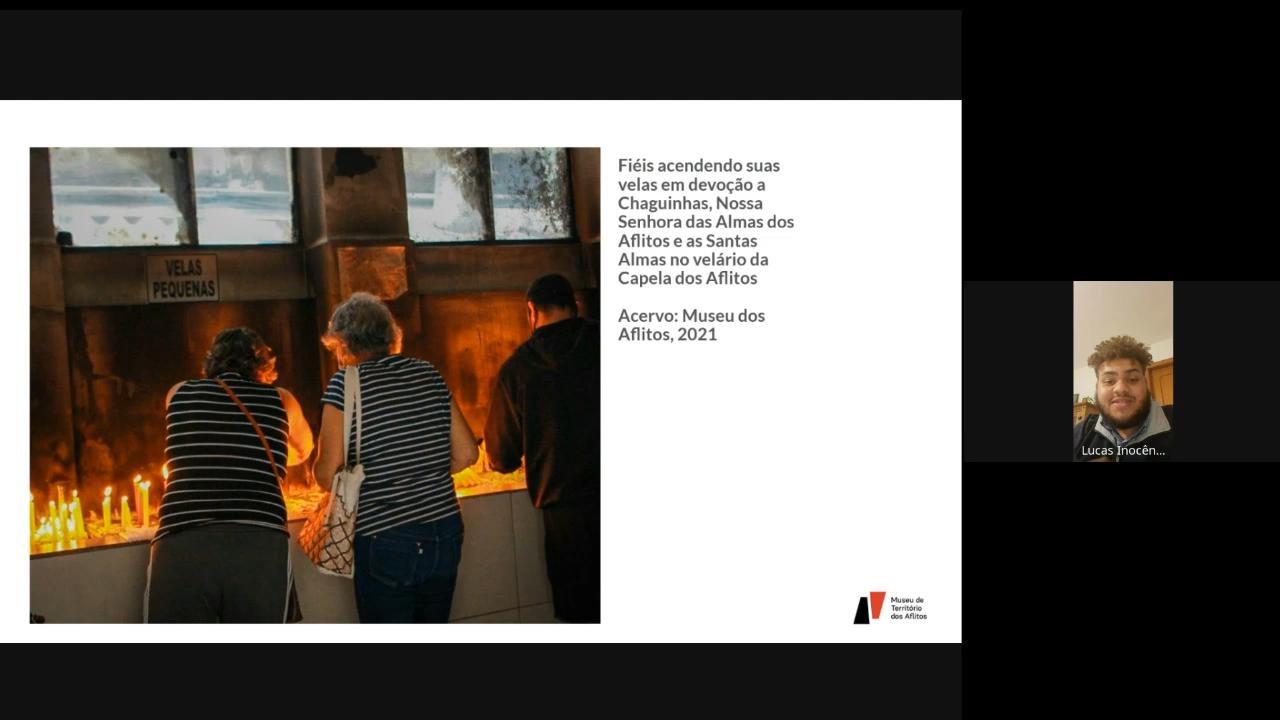 VELAS
PEQUENAS
Fiéis acendendo suas
velas em devoção a
Chaguinhas, Nossa
Senhora das Almas dos
Aflitos e as Santas
Almas no velário da
Capela dos Aflitos
Acervo: Museu dos
Aflitos, 2021
Museu de
Território
dos Aflitos
Lucas Inocên...